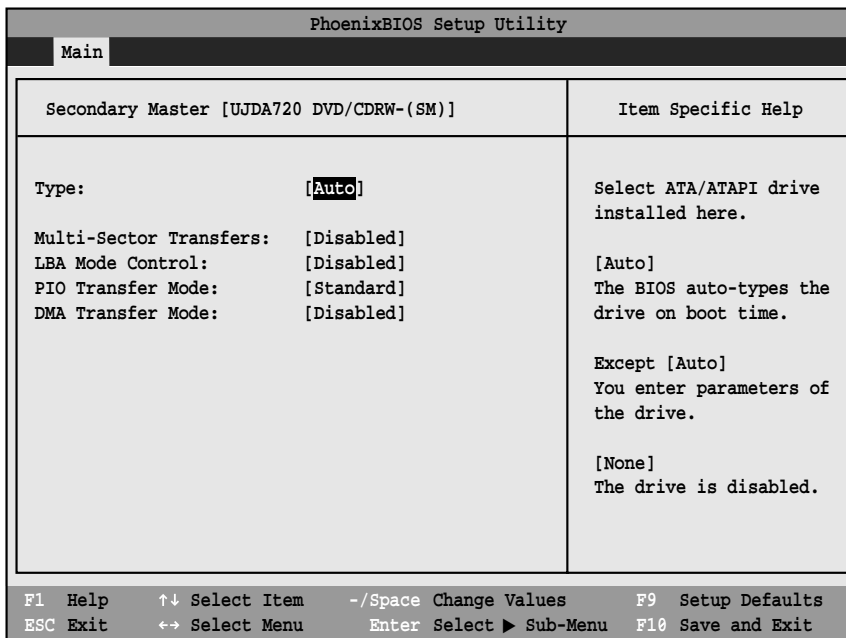 PhoenixBIOS Setup Utility
Main
Secondary Master [UJDA720 DVD/CDRW-(SM)]
Type: [Auto]
Multi-Sector Transfers: [Disabled]
LBA Mode Control: [Disabled]
PIO Transfer Mode: [Standard]
DMA Transfer Mode: [Disabled]
Item Specific Help
Select ATA/ATAPI drive
installed here.
[Auto]
The BIOS auto-types the
drive on boot time.
Except [Auto]
You enter parameters of
the drive.
[None]
The drive is disabled.
F1 Help ↑↓ Select Item -/Space Change Values F9 Setup Defaults
ESC Exit ←→ Select Menu Enter Select ▶ Sub-Menu F10 Save and Exit